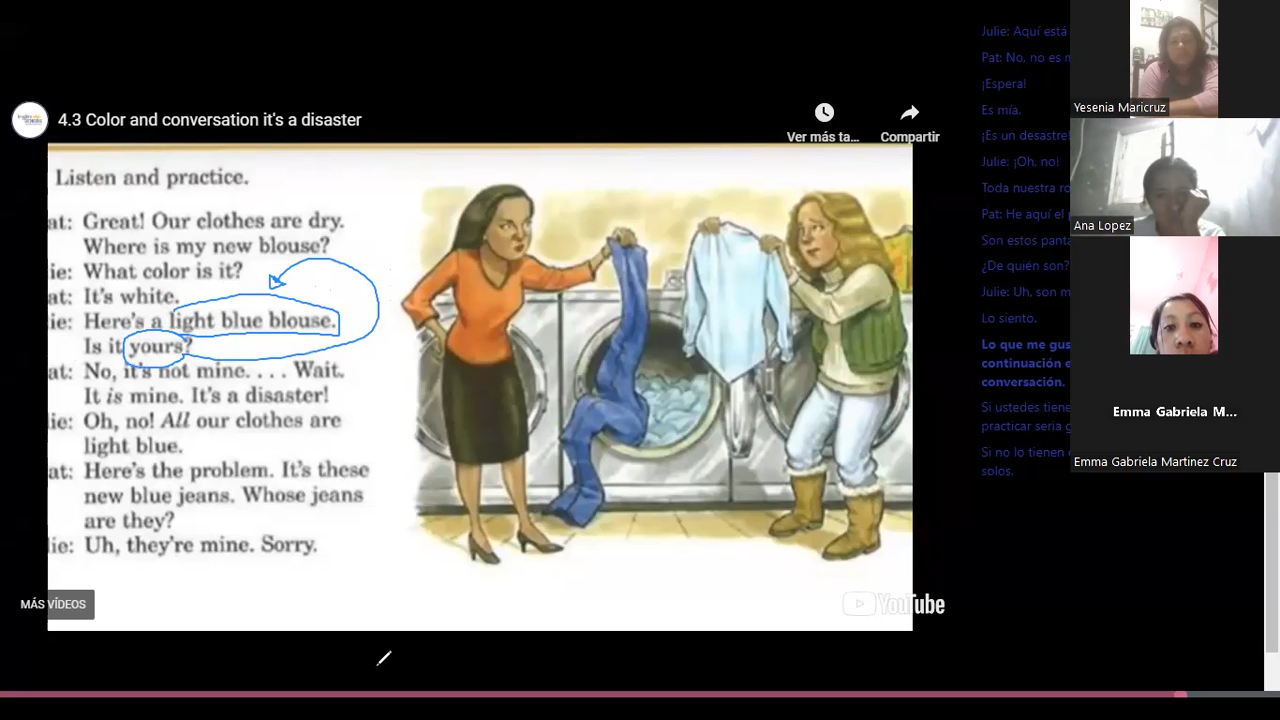 4.3 Color and conversation it's a disaster
Ver más ta...
Compartir
Listen and practice.
at: Great! Our clothes are dry.
Where is my new blouse?
ie: What color is it?
at: It's white.
ie: Here's a light blue blouse.
Is it yours?
at: No, it's not mine. . . . Wait.
It is mine. It's a disaster!
lie: Oh, no! All our clothes are
light blue.
at: Here's the problem. It's these
new blue jeans. Whose jeans
are they?
lie: Uh, they're mine. Sorry.
MÁS VÍDEOS
YouTube
Julie: Aquí está
Pat: No, no es m
¡Espera!
Es mía.
¡Es un desastre!
Julie: ¡Oh, no!
Toda nuestra ro
Pat: He aquí el p
Son estos panta
¿De quién son?
Julie: Uh, son m
Lo siento.
Lo que me gus
continuación e
conversación.
Si ustedes tiene
practicar seria g
Si no lo tienen
solos.
Yesenia Maricruz
Ana Lopez
Emma Gabriela M...
Emma Gabriela Martinez Cruz